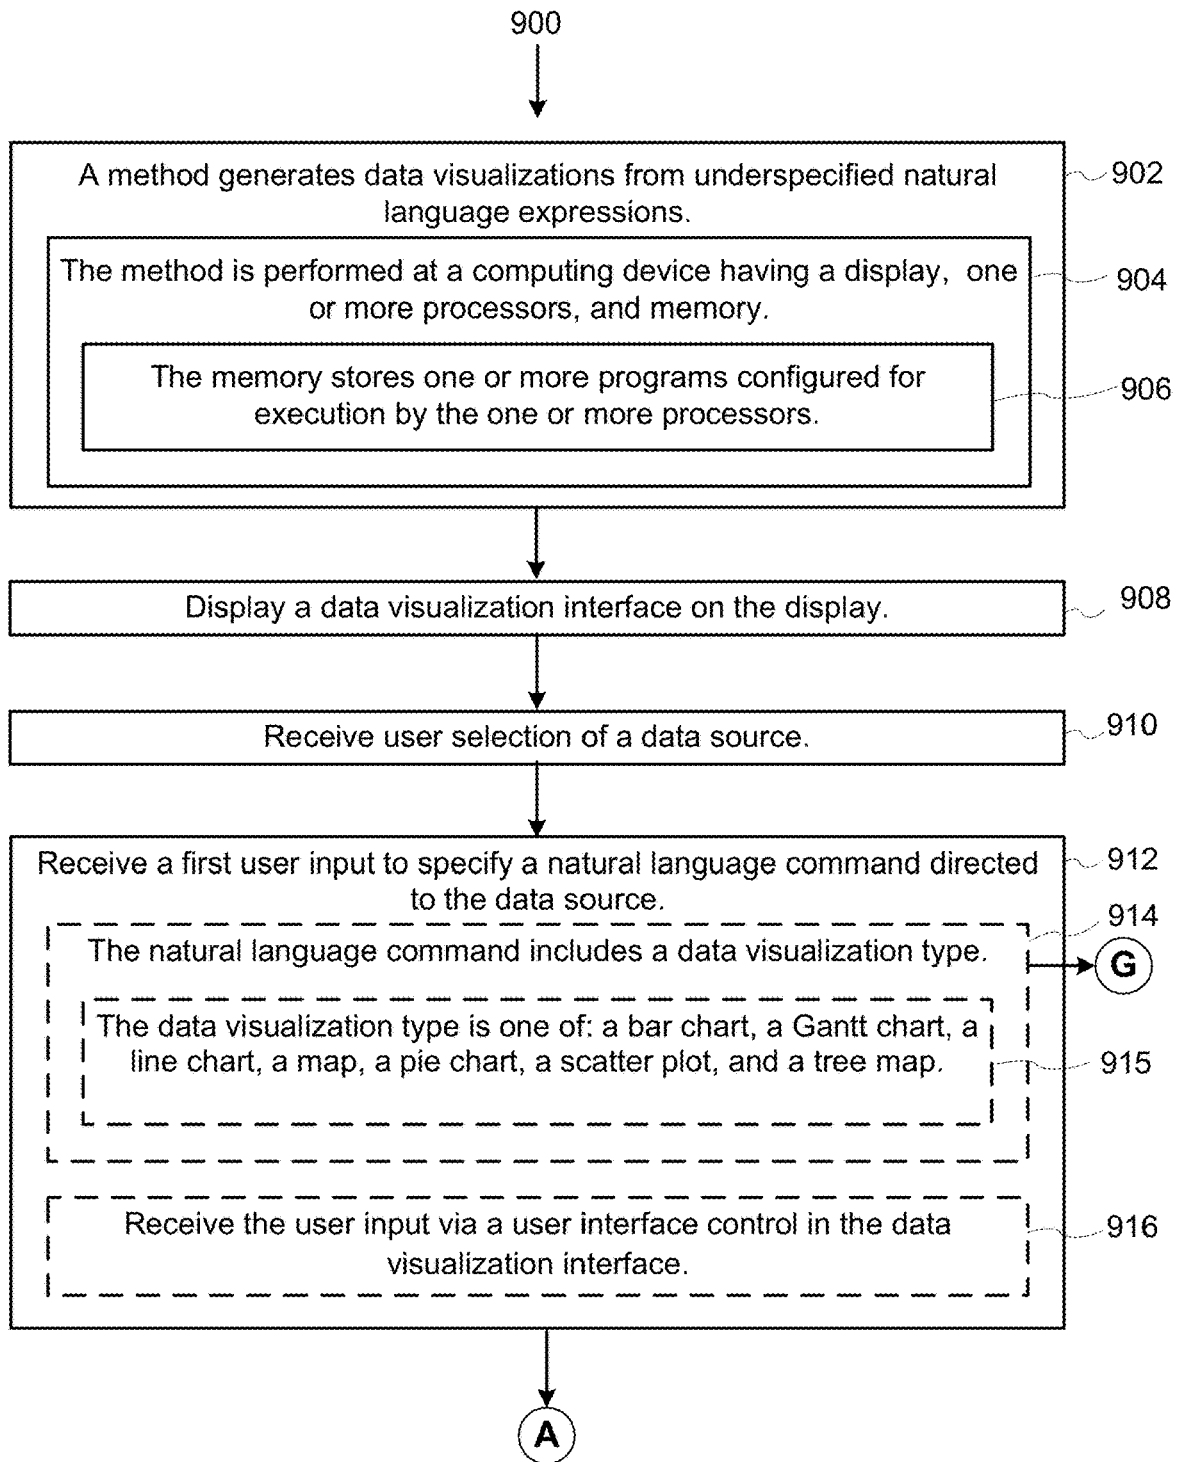 900
A method generates data visualizations from underspecified natural
language expressions.
902
The method is performed at a computing device having a display, one
or more processors, and memory.
904
The memory stores one or more programs configured for
execution by the one or more processors.
906
Display a data visualization interface on the display.
908
Receive user selection of a data source.
910
Receive a first user input to specify a natural language command directed
to the data source.
912
914
The natural language command includes a data visualization type.
G
The data visualization type is one of: a bar chart, a Gantt chart, a
line chart, a map, a pie chart, a scatter plot, and a tree map.
915
Receive the user input via a user interface control in the data
visualization interface.
916
A